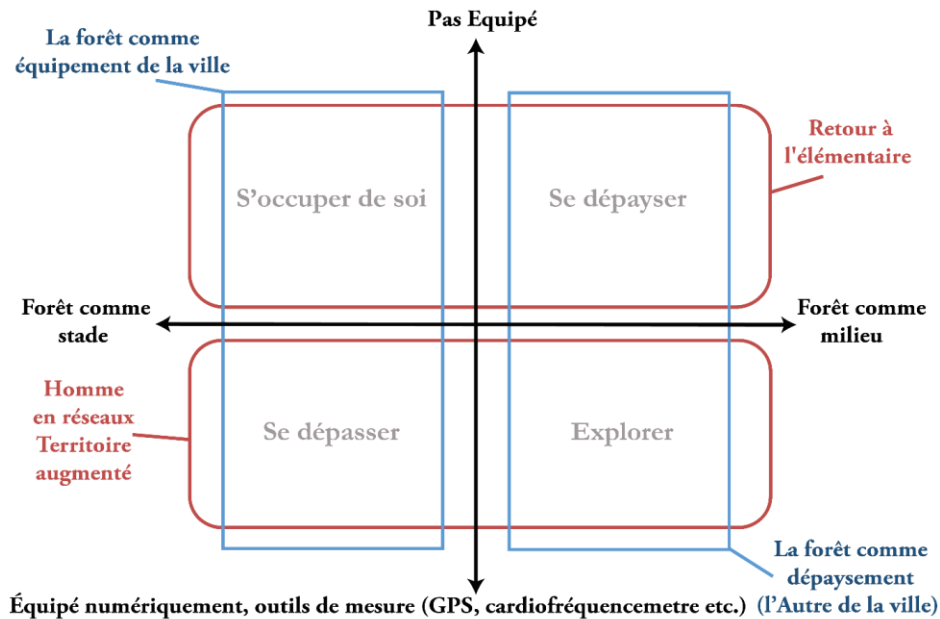 Pas Equipé
La forêt comme
équipement de la ville
Retour à
l'élémentaire
S’occuper de soi
Se dépayser
Forêt comme
stade
Forêt comme
milieu
Homme
en réseaux
Territoire
augmenté
Se dépasser
Explorer
La forêt comme
dépaysement
(l’Autre de la ville)
Équipé numériquement, outils de mesure (GPS, cardiofréquencemetre etc.)